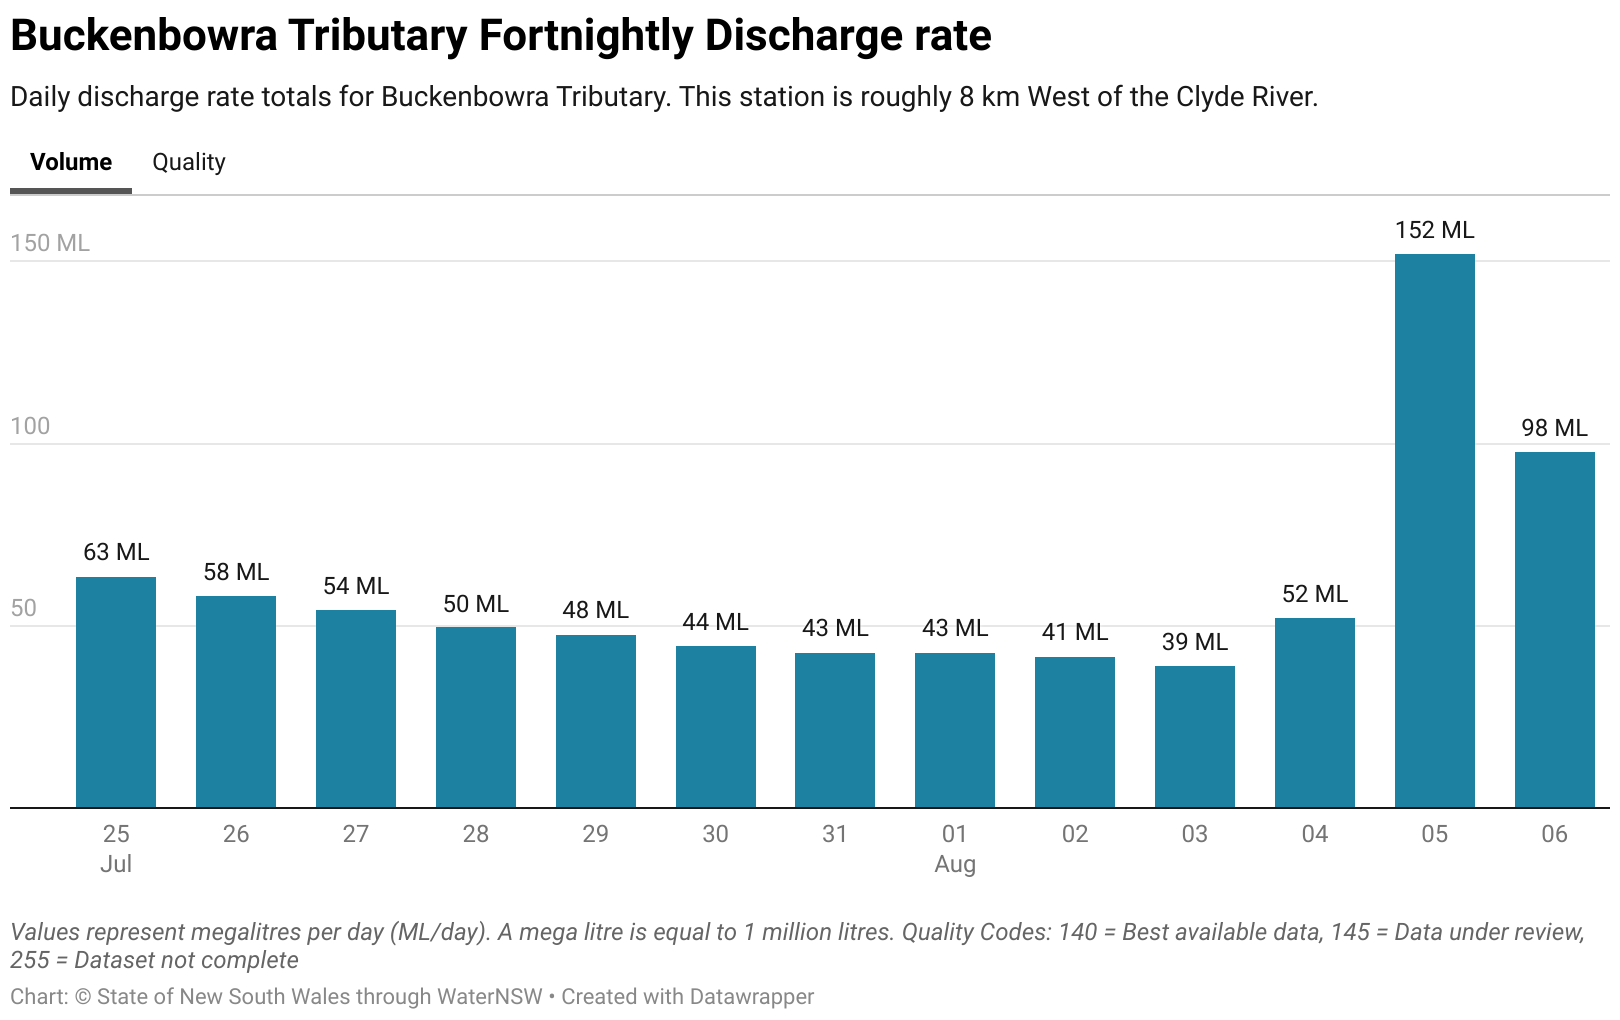 Buckenbowra Tributary Fortnightly Discharge rate
Daily discharge rate totals for Buckenbowra Tributary. This station is roughly 8 km West of the Clyde River.
Volume Quality
150 ML
100
50
63 ML
58 ML
54 ML
50 ML
48 ML
44 ML
43 ML
43 ML
41 ML
39 ML
52 ML
152 ML
98 ML
25 26 27 28 29 30 31 01 02 03 04 05 06
Jul Aug
Values represent megalitres per day (ML/day). A mega litre is equal to 1 million litres. Quality Codes: 140 = Best available data, 145 = Data under review,
255 = Dataset not complete
Chart: © State of New South Wales through WaterNSW • Created with Datawrapper